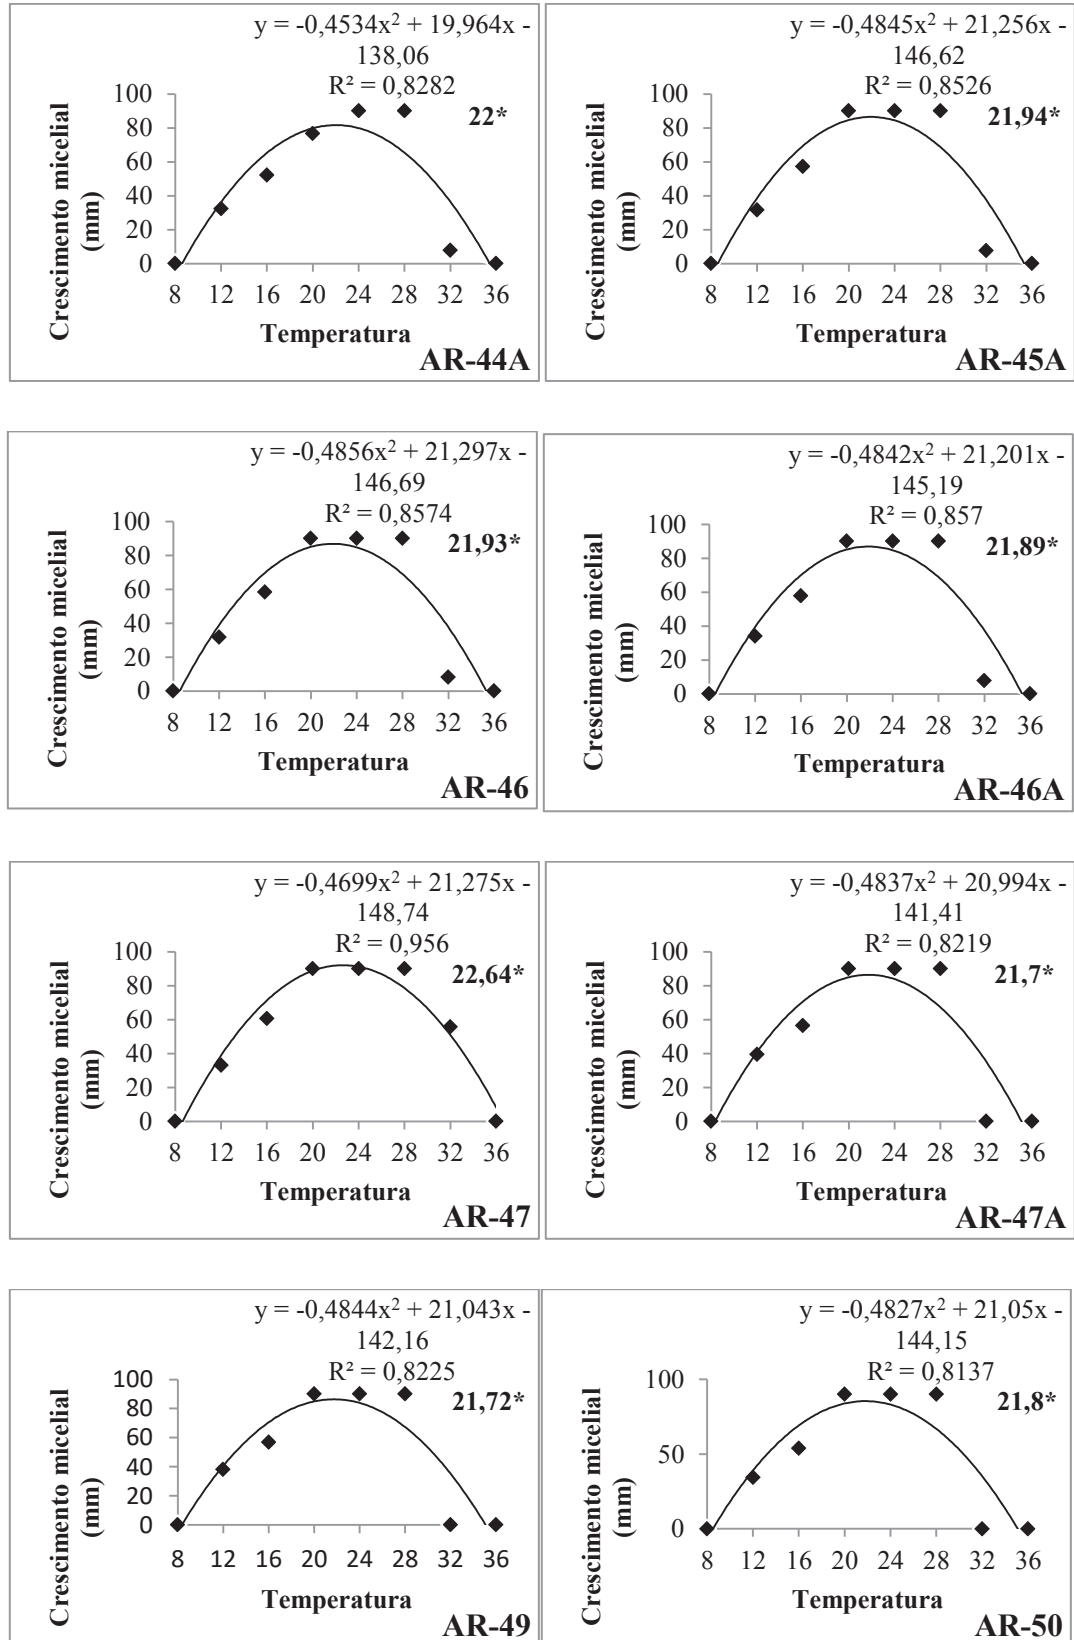 y = -0,4534x² + 19,964x -
138,06
R² = 0,8282
22*
Crescimento micelial
(mm)
100
80
60
40
20
0
8 12 16 20 24 28 32 36
Temperatura
AR-44A
y = -0,4845x² + 21,256x -
146,62
R² = 0,8526
21,94*
Crescimento micelial
(mm)
100
80
60
40
20
0
8 12 16 20 24 28 32 36
Temperatura
AR-45A
y = -0,4856x² + 21,297x -
146,69
R² = 0,8574
21,93*
Crescimento micelial
(mm)
100
80
60
40
20
0
8 12 16 20 24 28 32 36
Temperatura
AR-46
y = -0,4842x² + 21,201x -
145,19
R² = 0,857
21,89*
Crescimento micelial
(mm)
100
80
60
40
20
0
8 12 16 20 24 28 32 36
Temperatura
AR-46A
y = -0,4699x² + 21,275x -
148,74
R² = 0,956
22,64*
Crescimento micelial
(mm)
100
80
60
40
20
0
8 12 16 20 24 28 32 36
Temperatura
AR-47
y = -0,4837x² + 20,994x -
141,41
R² = 0,8219
21,7*
Crescimento micelial
(mm)
100
80
60
40
20
0
8 12 16 20 24 28 32 36
Temperatura
AR-47A
y = -0,4844x² + 21,043x -
142,16
R² = 0,8225
21,72*
Crescimento micelial
(mm)
100
80
60
40
20
0
8 12 16 20 24 28 32 36
Temperatura
AR-49
y = -0,4827x² + 21,05x -
144,15
R² = 0,8137
21,8*
Crescimento micelial
(mm)
100
50
0
8 12 16 20 24 28 32 36
Temperatura
AR-50